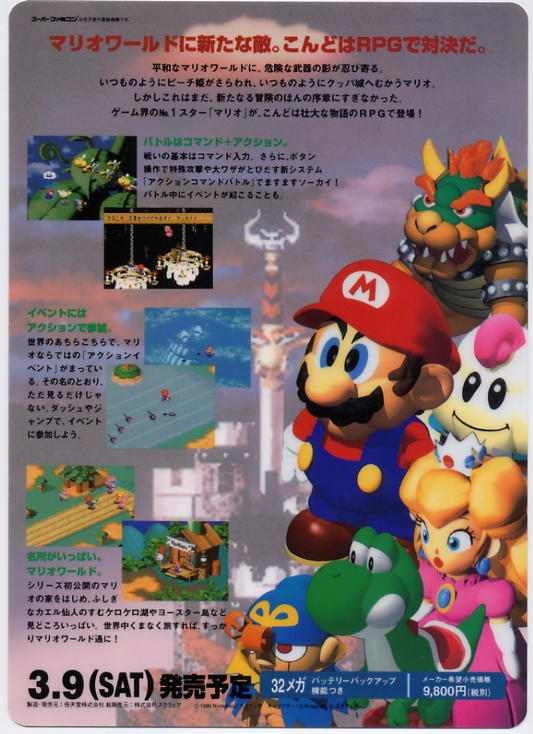 スーパーファミコンは任天堂の登録商標です。
マリオワールドに新たな敵。こんどはRPGで対決だ。
平和なマリオワールドに、危険な武器の影が忍び寄る。
いつものようにピーチ姫がさらわれ、いつものようにクッパ城へむかうマリオ。
しかしこれはまだ、新たなる冒険のほんの序章にすぎなかった。
ゲーム界のNo.1スター「マリオ」が、こんどは壮大な物語のRPGで登場！
バトルはコマンド+アクション。
戦いの基本はコマンド入力。さらに、ボタン
操作で特殊攻撃や大ワザがとびだす新システム
「アクションコマンドバトル」でますますソーカイ！
バトル中にイベントが起こることも。
イベントには
アクションで参加。
世界のあちらこちらで、マリ
オならではの「アクションイ
ベント」がまってい
る。その名のとおり、
ただ見るだけじゃ
ない。ダッシュやジ
ャンプで、イベント
に参加しよう。
名所がいっぱい、
マリオワールド。
シリーズ初公開のマリ
オの家をはじめ、ふしぎ
なカエル仙人のすむケロケロ湖やヨースター島など
見どころいっぱい。世界中くまなく旅すれば、すっか
りマリオワールド通に！
3.9(SAT)発売予定
32メガ
バッテリーバックアップ
機能つき
メーカー希望小売価格
9,800円(税別)
製造・発売元：任天堂株式会社 総販売元：株式会社スクウェア